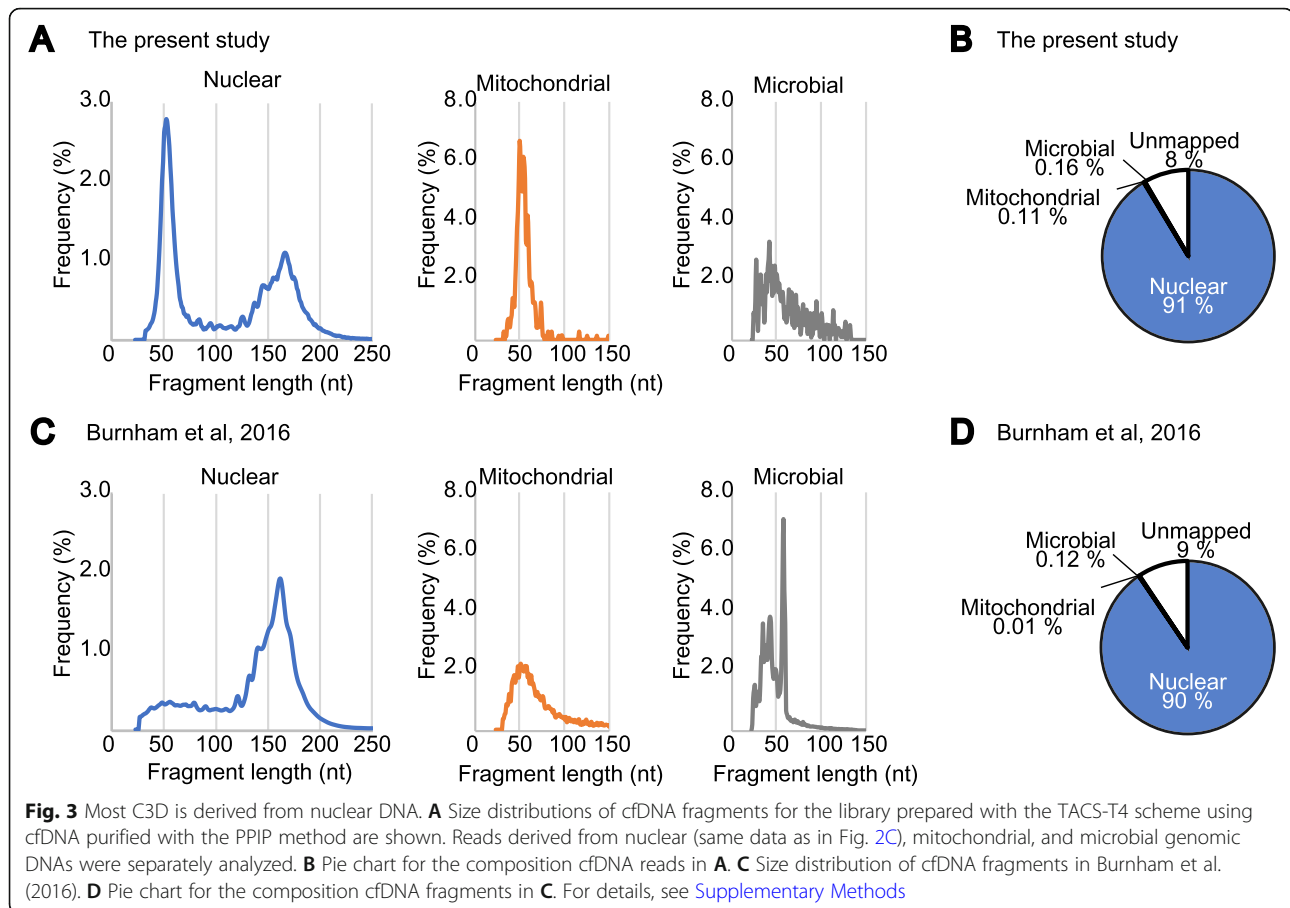 A The present study
Nuclear
Mitochondrial
Microbial
Frequency (%)
3.0
2.0
1.0
0 50 100 150 200 250
Fragment length (nt)
Frequency (%)
8.0
6.0
4.0
2.0
0 50 100 150
Fragment length (nt)
Frequency (%)
8.0
6.0
4.0
2.0
0 50 100 150
Fragment length (nt)
B The present study
Unmapped
8 %
Microbial
0.16 %
Mitochondrial
0.11 %
Nuclear
91 %
C Burnham et al, 2016
Nuclear
Mitochondrial
Microbial
Frequency (%)
3.0
2.0
1.0
0 50 100 150 200 250
Fragment length (nt)
Frequency (%)
8.0
6.0
4.0
2.0
0 50 100 150
Fragment length (nt)
Frequency (%)
8.0
6.0
4.0
2.0
0 50 100 150
Fragment length (nt)
D Burnham et al, 2016
Unmapped
9 %
Microbial
0.12 %
Mitochondrial
0.01 %
Nuclear
90 %
Fig. 3 Most C3D is derived from nuclear DNA. A Size distributions of cfDNA fragments for the library prepared with the TACS-T4 scheme using
cfDNA purified with the PPIP method are shown. Reads derived from nuclear (same data as in Fig. 2C), mitochondrial, and microbial genomic
DNAs were separately analyzed. B Pie chart for the composition cfDNA reads in A. C Size distribution of cfDNA fragments in Burnham et al.
(2016). D Pie chart for the composition cfDNA fragments in C. For details, see Supplementary Methods